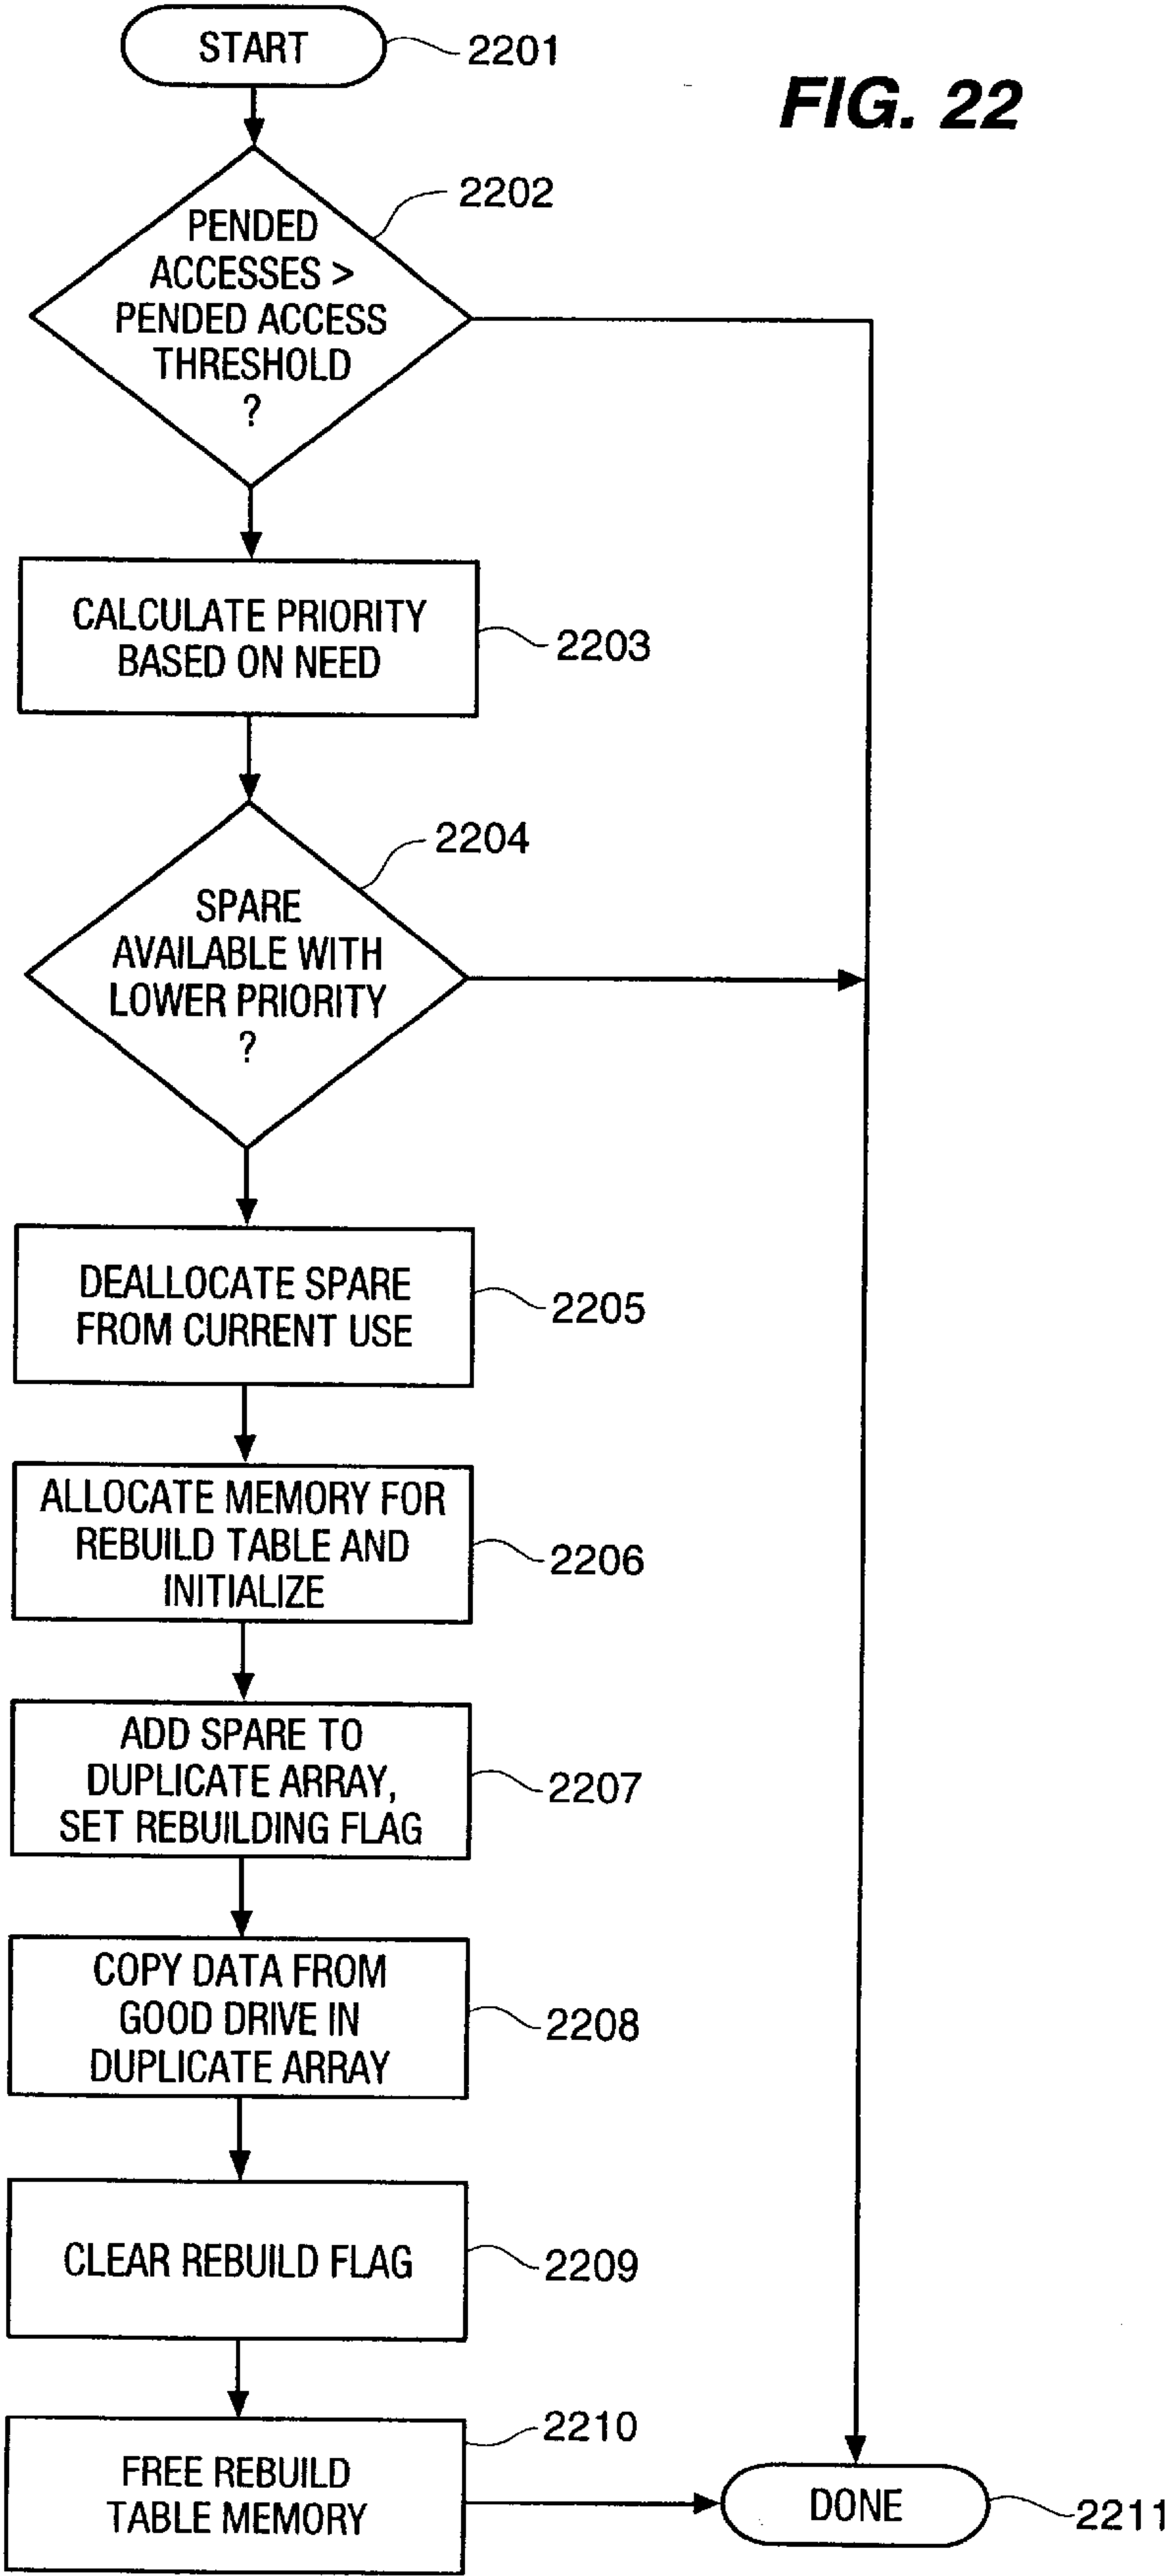 START
2201
FIG. 22
2202
PENDED
ACCESSES >
PENDED ACCESS
THRESHOLD
?
CALCULATE PRIORITY
BASED ON NEED
2203
2204
SPARE
AVAILABLE WITH
LOWER PRIORITY
?
DEALLOCATE SPARE
FROM CURRENT USE
2205
ALLOCATE MEMORY FOR
REBUILD TABLE AND
INITIALIZE
2206
ADD SPARE TO
DUPLICATE ARRAY,
SET REBUILDING FLAG
2207
COPY DATA FROM
GOOD DRIVE IN
DUPLICATE ARRAY
2208
CLEAR REBUILD FLAG
2209
2210
FREE REBUILD
TABLE MEMORY
DONE
2211